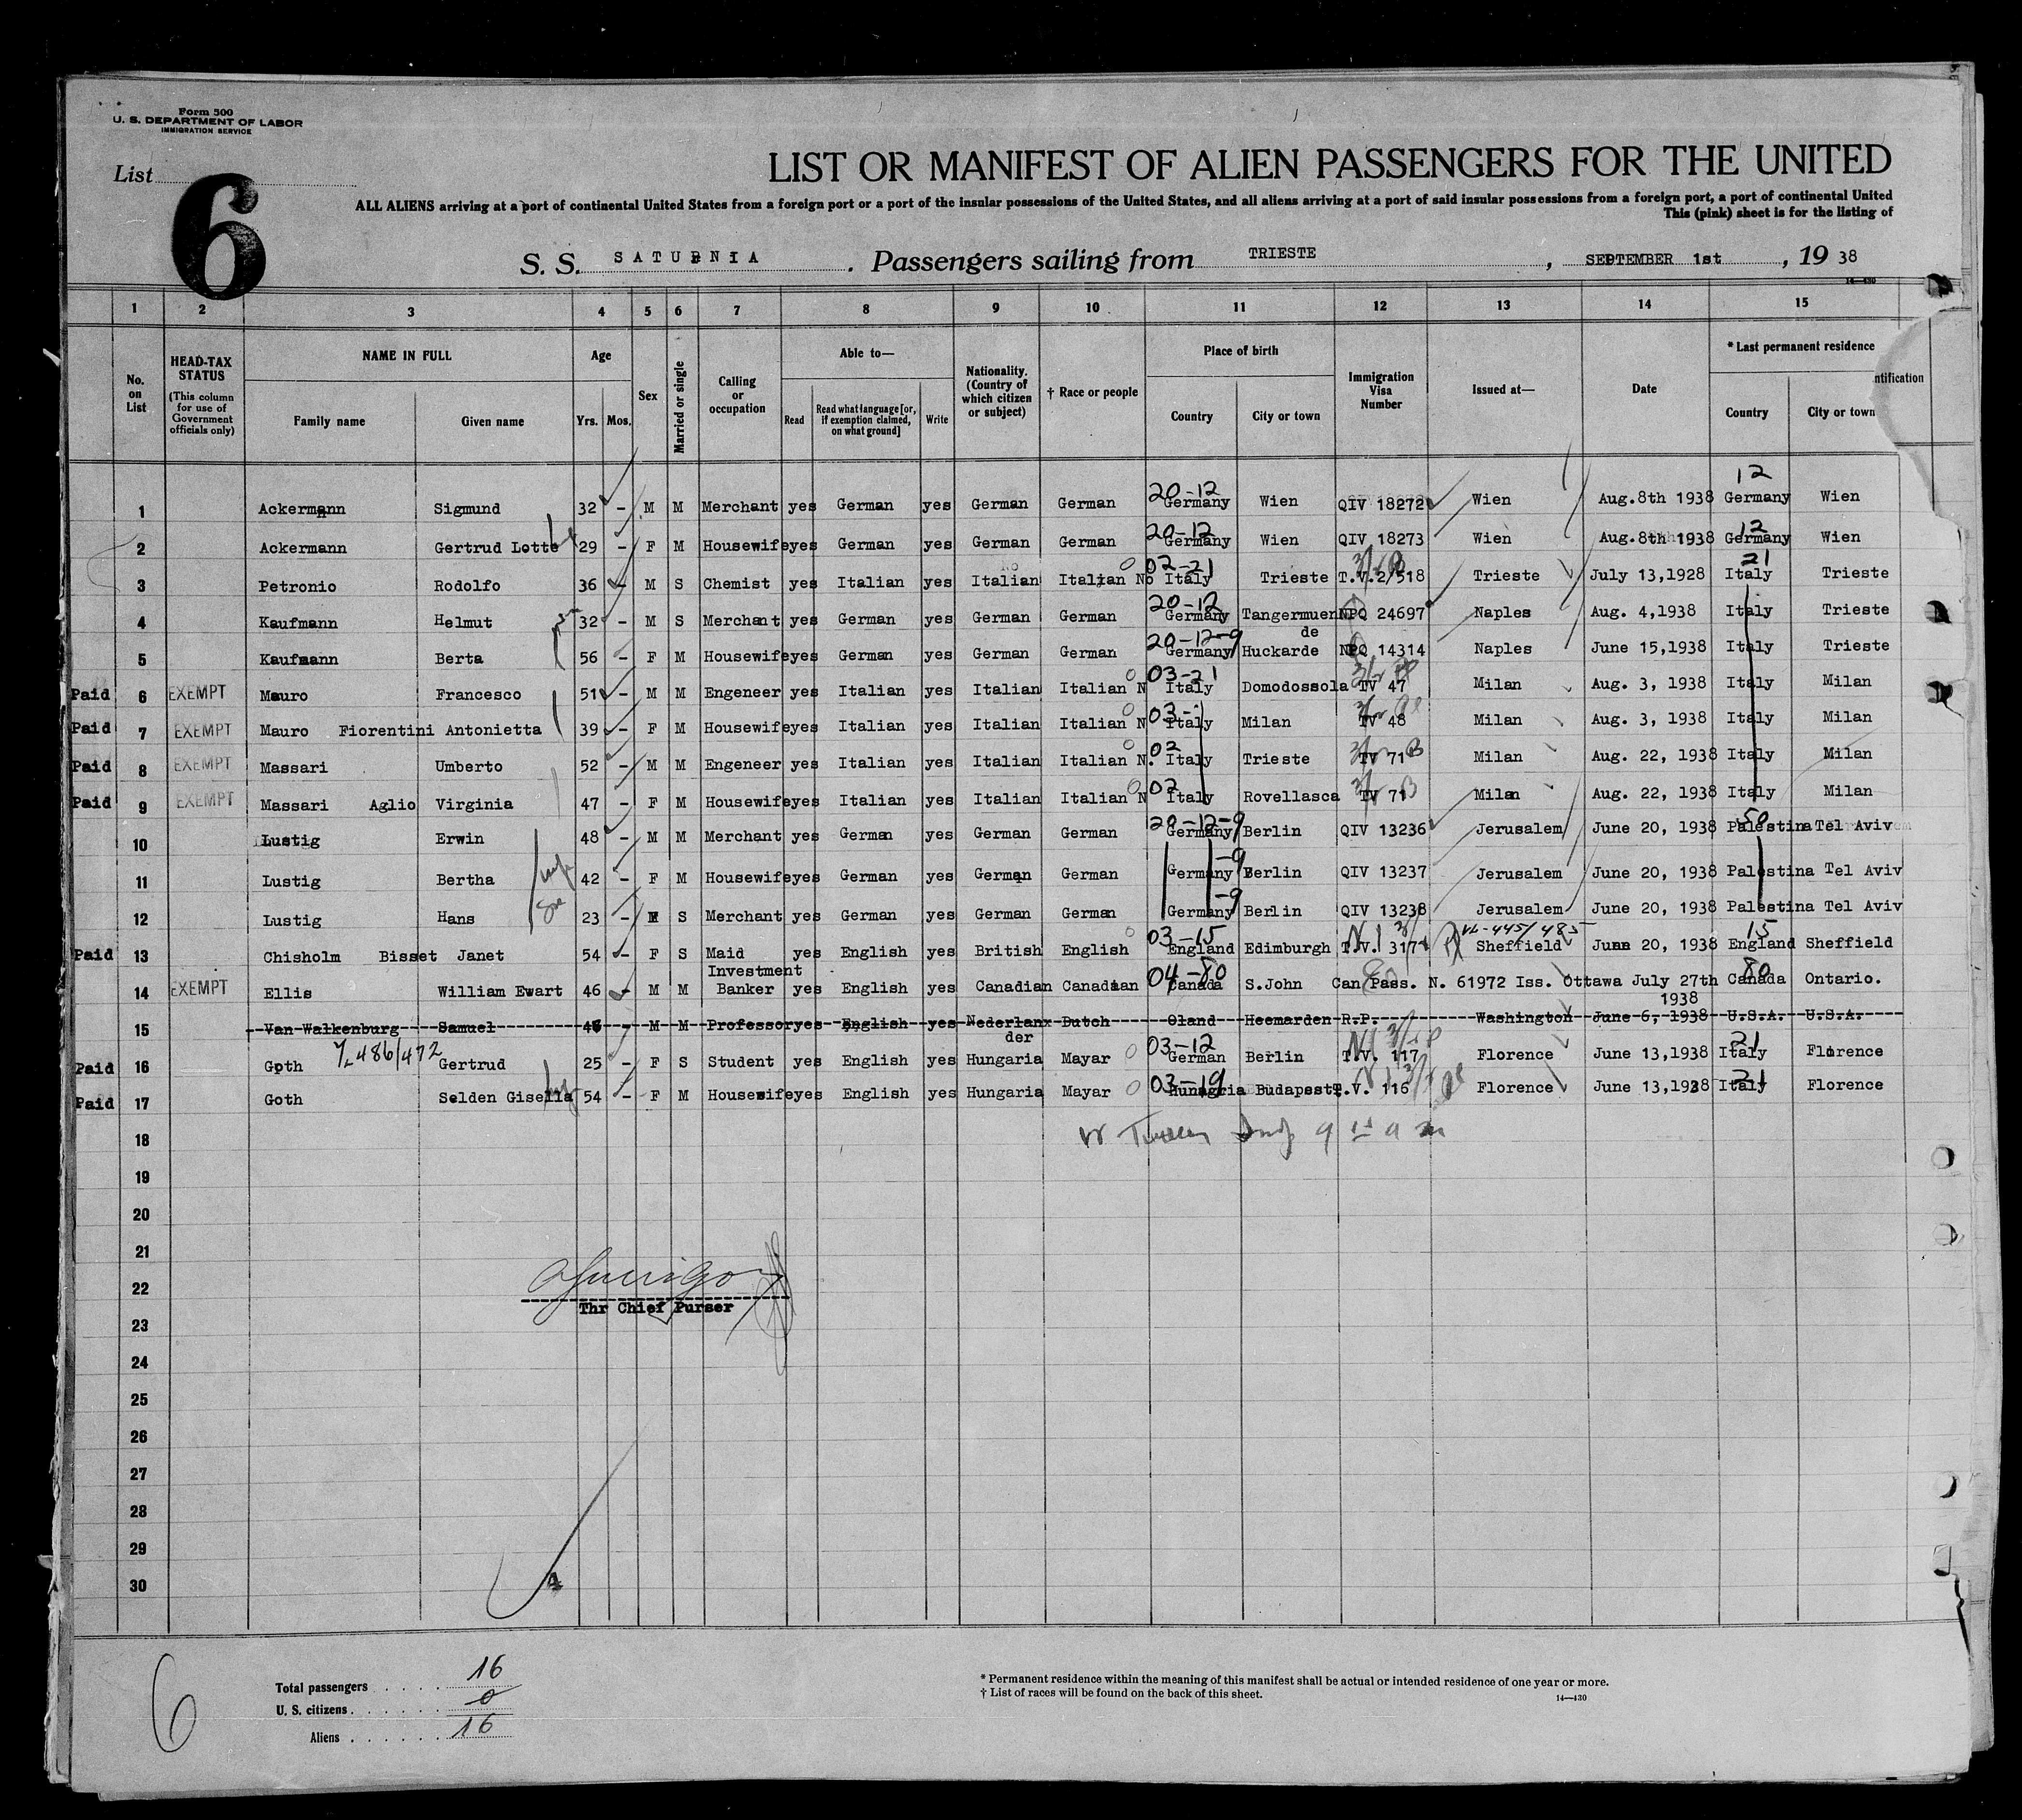 Form 500
U. S. DEPARTMENT OF LABOR
IMMIGRATION SERVICE
List
6
LIST OR MANIFEST OF ALIEN PASSENGERS FOR THE UNITED
ALL ALIENS arriving at a port of continental United States from a foreign port or a port of the insular possessions of the United States, and all aliens arriving at a port of said insular possessions from a foreign port, a port of continental United
This (pink) sheet is for the listing of
S. S. SATURNIA. Passengers sailing from TRIESTE, SEPTEMBER 1st, 19 38
14—430
1 2 3 4 5 6 7 8 9 10 11 12 13 14 15
No. on List
HEAD-TAX STATUS
(This column for use of Government officials only)
NAME IN FULL
Family name Given name
Age
Yrs. Mos.
Sex
Married or single
Calling or occupation
Able to—
Read Read what language [or, if exemption claimed, on what ground] Write
Nationality. (Country of which citizen or subject)
† Race or people
Place of birth
Country City or town
Immigration Visa Number
Issued at—
Date
* Last permanent residence
Country City or town
ntification
1 Ackermann Sigmund 32 - M M Merchant yes German yes German German 20-12 Germany Wien QIV 18272 Wien Aug.8th 1938 12 Germany Wien
2 Ackermann Gertrud Lotte 29 - F M Housewife yes German yes German German 20-12 Germany Wien QIV 18273 Wien Aug.8th 1938 12 Germany Wien
3 Petronio Rodolfo 36 - M S Chemist yes Italian yes Italian Italian No 02-21 Italy Trieste T.V.2/518 Trieste July 13,1928 21 Italy Trieste
4 Kaufmann Helmut 32 - M S Merchant yes German yes German German 20-12 Germany Tangermuende NPQ 24697 Naples Aug. 4,1938 Italy Trieste
5 Kaufmann Berta 56 - F M Housewife yes German yes German German 20-12-9 Germany Huckarde NPQ 14314 Naples June 15,1938 Italy Trieste
Paid 6 EXEMPT Mauro Francesco 51 - M M Engeneer yes Italian yes Italian Italian N 03-21 Italy Domodossola TV 47 Milan Aug. 3, 1938 Italy Milan
Paid 7 EXEMPT Mauro Fiorentini Antonietta 39 - F M Housewife yes Italian yes Italian Italian N 03- Italy Milan TV 48 Milan Aug. 3, 1938 Italy Milan
Paid 8 EXEMPT Massari Umberto 52 - M M Engeneer yes Italian yes Italian Italian N. 02 Italy Trieste TV 71 Milan Aug. 22, 1938 Italy Milan
Paid 9 EXEMPT Massari Aglio Virginia 47 - F M Housewife yes Italian yes Italian Italian N 02 Italy Rovellasca TV 71 Milan Aug. 22, 1938 Italy Milan
10 Lustig Erwin 48 - M M Merchant yes German yes German German 20-12-9 Germany Berlin QIV 13236 Jerusalem June 20, 1938 50 Palestina Tel Aviv
11 Lustig Bertha 42 - F M Housewife yes German yes German German -9 Germany Berlin QIV 13237 Jerusalem June 20, 1938 Palestina Tel Aviv
12 Lustig Hans 23 - M S Merchant yes German yes German German -9 Germany Berlin QIV 13238 Jerusalem June 20, 1938 Palestina Tel Aviv
Paid 13 Chisholm Bisset Janet 54 - F S Maid yes English yes British English 03-15 England Edimburgh T.V. 317 Sheffield June 20, 1938 15 England Sheffield
14 EXEMPT Ellis William Ewart 46 - M M Investment Banker yes English yes Canadian Canadian 04-80 Canada S.John Can Pass. N. 61972 Iss. Ottawa July 27th 1938 80 Canada Ontario.
15 Van Walkenburg Samuel 46 - M M Professor yes English yes Nederlander Dutch Oland Heemarden R.P. Washington June 6, 1938 U.S.A. U.S.A.
Paid 16 Goth 486/472 Gertrud 25 - F S Student yes English yes Hungaria Mayar 03-12 German Berlin T.V. 117 Florence June 13,1938 21 Italy Florence
Paid 17 Goth Selden Gisella 54 - F M Housewife yes English yes Hungaria Mayar 03-19 Hunagria Budapest T.V. 116 Florence June 13,1938 21 Italy Florence
18
19
20
21
22
Thr Chief Purser
23
24
25
26
27
28
29
30
6
Total passengers . . . . . 16
U. S. citizens . . . . . . 0
Aliens . . . . . . 16
* Permanent residence within the meaning of this manifest shall be actual or intended residence of one year or more.
† List of races will be found on the back of this sheet.
14—430